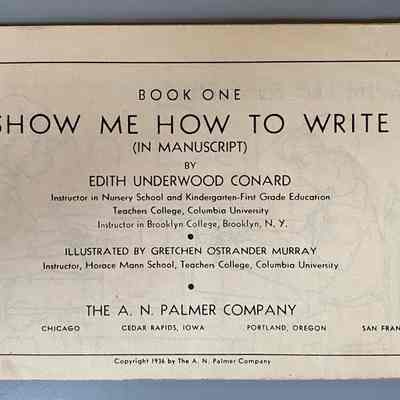 BOOK ONE
SHOW ME HOW TO WRITE
(IN MANUSCRIPT)
BY
EDITH UNDERWOOD CONARD
Instructor in Nursery School and Kindergarten-First Grade Education
Teachers College, Columbia University
Instructor in Brooklyn College, Brooklyn, N. Y.
ILLUSTRATED BY GRETCHEN OSTRANDER MURRAY
Instructor, Horace Mann School, Teachers College, Columbia University
THE A. N. PALMER COMPANY
CHICAGO CEDAR RAPIDS, IOWA PORTLAND, OREGON SAN FRAN
Copyright 1936 by The A. N. Palmer Company